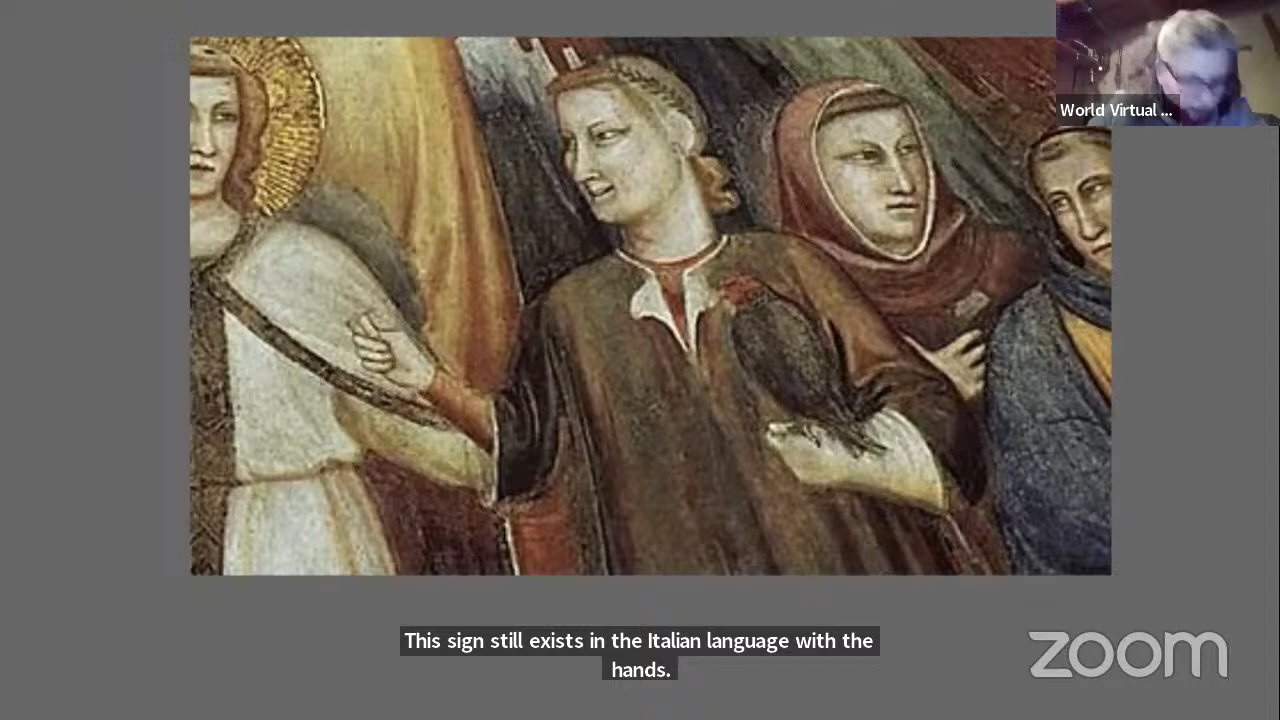 World Virtual ...
This sign still exists in the Italian language with the
hands.
zoom